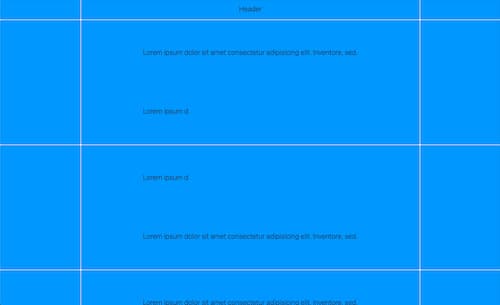 Header
Lorem ipsum dolor sit amet consectetur adipisicing elit. Inventore, sed.
Lorem ipsum d
Lorem ipsum d
Lorem ipsum dolor sit amet consectetur adipisicing elit. Inventore, sed.
Lorem ipsum dolor sit amet consectetur adipisicing elit. Inventore, sed.